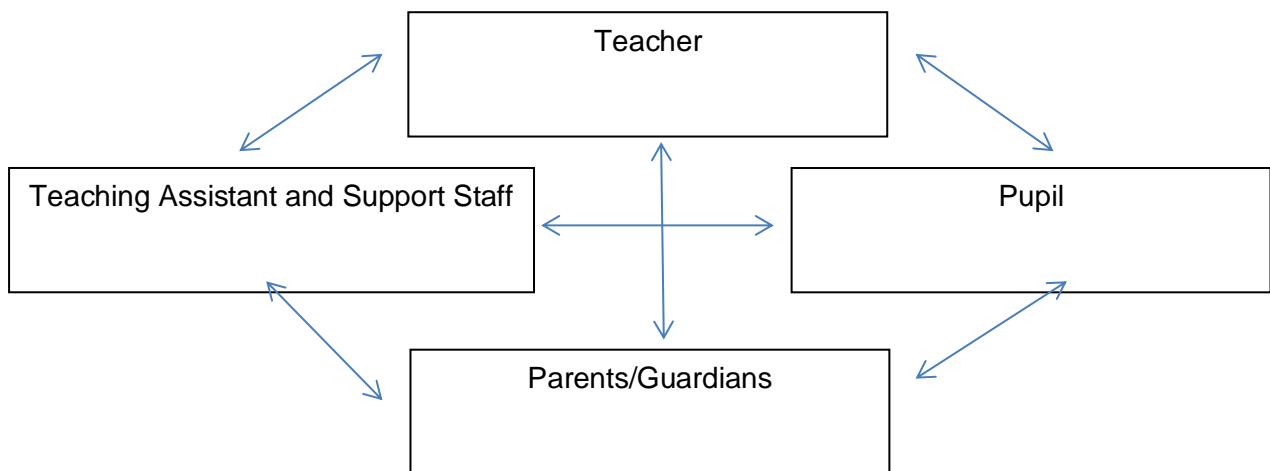 Teacher
Teaching Assistant and Support Staff
Pupil
Parents/Guardians